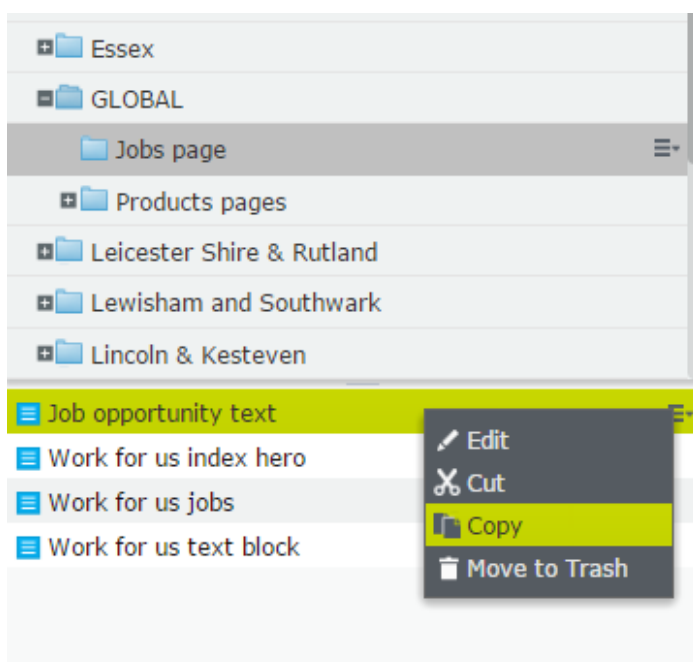 Essex
GLOBAL
Jobs page
Products pages
Leicester Shire & Rutland
Lewisham and Southwark
Lincoln & Kesteven
Job opportunity text
Work for us index hero
Work for us jobs
Work for us text block
Edit
Cut
Copy
Move to Trash